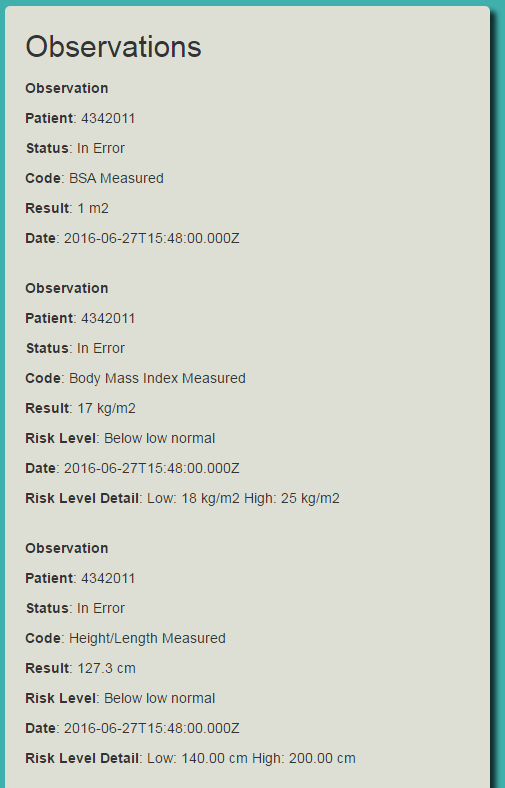 Observations
Observation
Patient: 4342011
Status: In Error
Code: BSA Measured
Result: 1 m2
Date: 2016-06-27T15:48:00.000Z
Observation
Patient: 4342011
Status: In Error
Code: Body Mass Index Measured
Result: 17 kg/m2
Risk Level: Below low normal
Date: 2016-06-27T15:48:00.000Z
Risk Level Detail: Low: 18 kg/m2 High: 25 kg/m2
Observation
Patient: 4342011
Status: In Error
Code: Height/Length Measured
Result: 127.3 cm
Risk Level: Below low normal
Date: 2016-06-27T15:48:00.000Z
Risk Level Detail: Low: 140.00 cm High: 200.00 cm